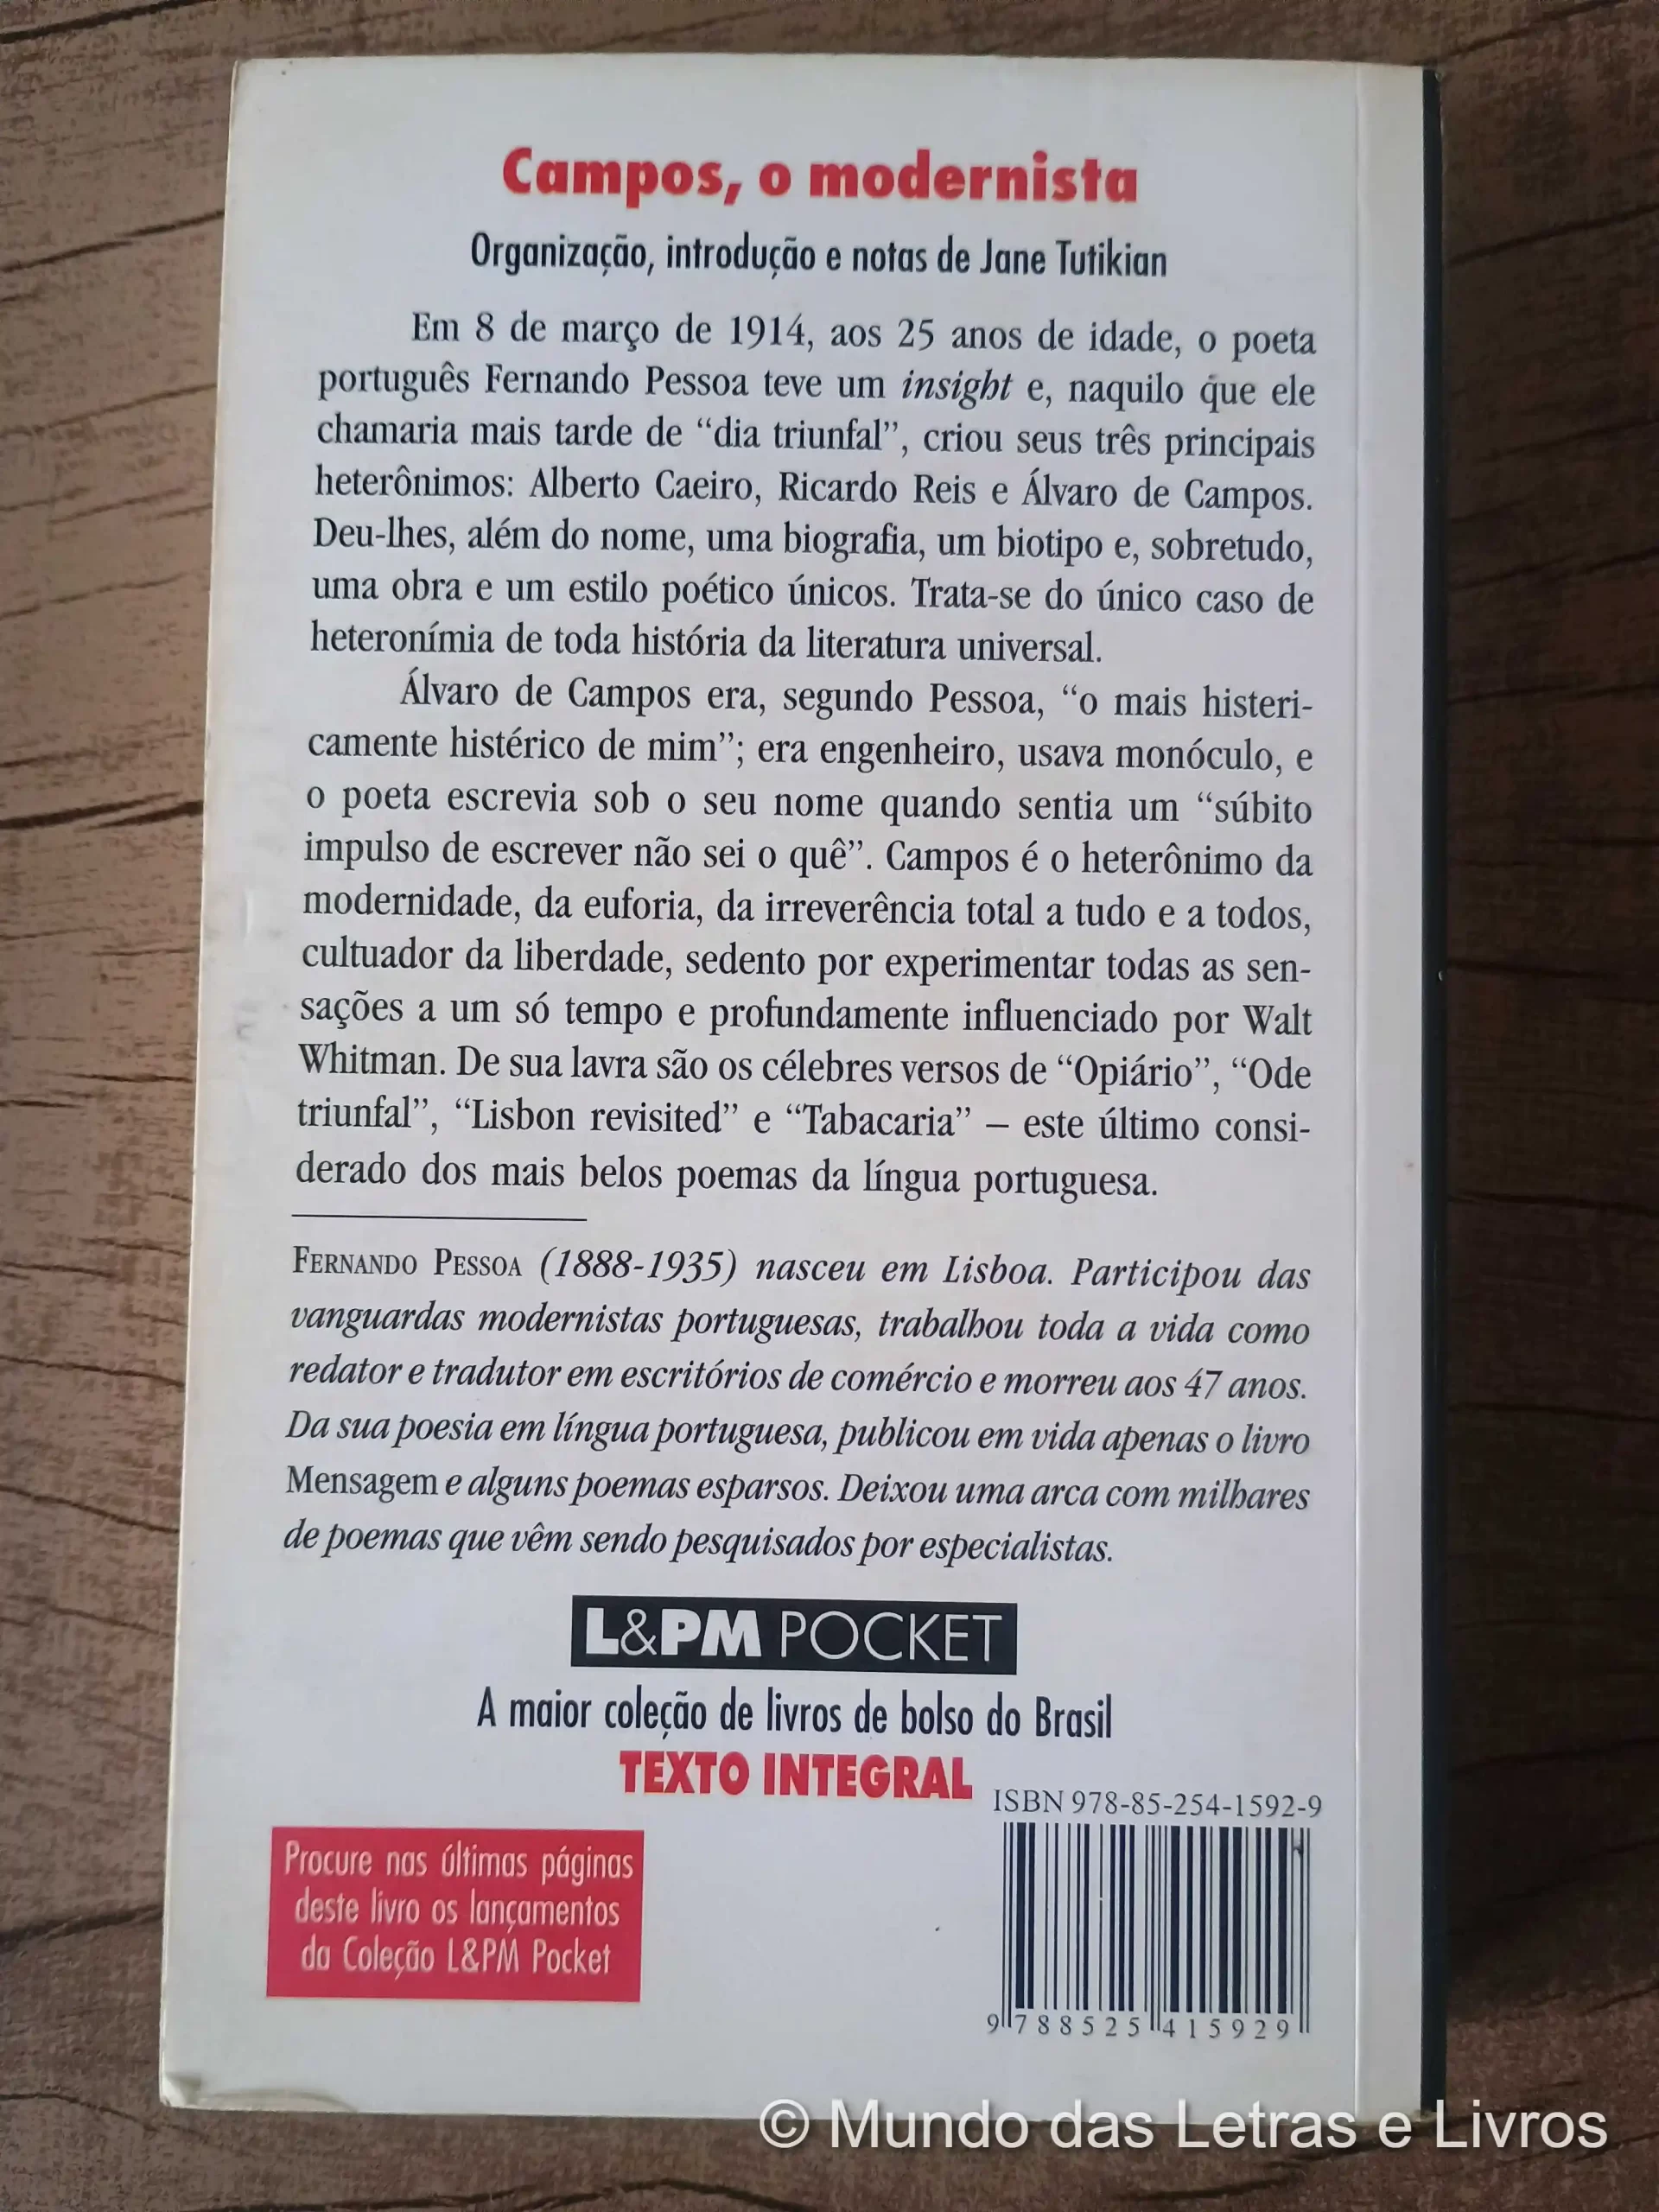 Campos, o modernista
Organização, introdução e notas de Jane Tutikian
Em 8 de março de 1914, aos 25 anos de idade, o poeta
português Fernando Pessoa teve um insight e, naquilo que ele
chamaria mais tarde de “dia triunfal”, criou seus três principais
heterônimos: Alberto Caeiro, Ricardo Reis e Álvaro de Campos.
Deu-lhes, além do nome, uma biografia, um biotipo e, sobretudo,
uma obra e um estilo poético únicos. Trata-se do único caso de
heteronímia de toda história da literatura universal.
Álvaro de Campos era, segundo Pessoa, “o mais histeri-
camente histérico de mim”; era engenheiro, usava monóculo, e
o poeta escrevia sob o seu nome quando sentia um “súbito
impulso de escrever não sei o quê”. Campos é o heterônimo da
modernidade, da euforia, da irreverência total a tudo e a todos,
cultuador da liberdade, sedento por experimentar todas as sen-
sações a um só tempo e profundamente influenciado por Walt
Whitman. De sua lavra são os célebres versos de “Opiário”, “Ode
triunfal”, “Lisbon revisited” e “Tabacaria” – este último consi-
derado dos mais belos poemas da língua portuguesa.
FERNANDO PESSOA (1888-1935) nasceu em Lisboa. Participou das
vanguardas modernistas portuguesas, trabalhou toda a vida como
redator e tradutor em escritórios de comércio e morreu aos 47 anos.
Da sua poesia em língua portuguesa, publicou em vida apenas o livro
Mensagem e alguns poemas esparsos. Deixou uma arca com milhares
de poemas que vêm sendo pesquisados por especialistas.
L&PM POCKET
A maior coleção de livros de bolso do Brasil
TEXTO INTEGRAL
ISBN 978-85-254-1592-9
Procure nas últimas páginas
deste livro os lançamentos
da Coleção L&PM Pocket
9 788525 415929
© Mundo das Letras e Livros